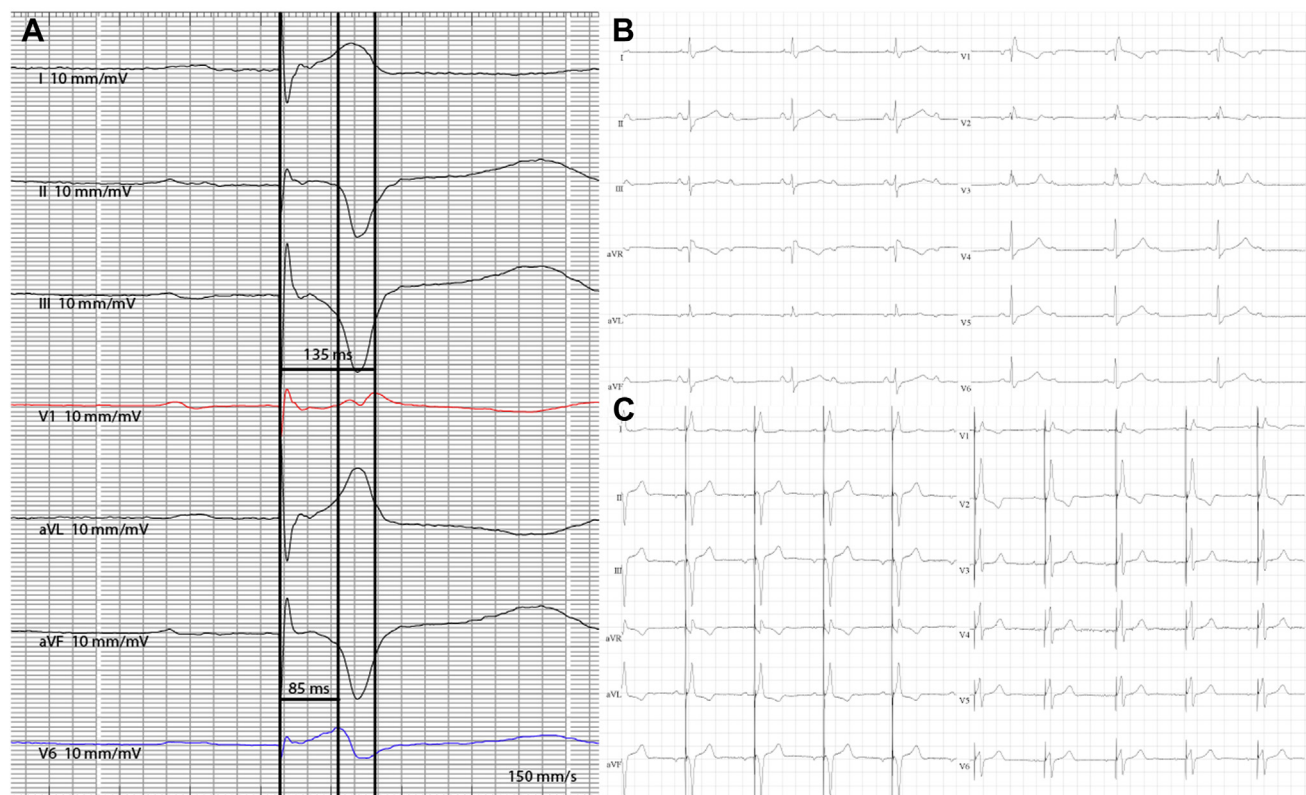 A
I 10 mm/mV
II 10 mm/mV
III 10 mm/mV
135 ms
V1 10 mm/mV
aVL 10 mm/mV
aVF 10 mm/mV
85 ms
V6 10 mm/mV
150 mm/s
B
I
II
III
aVR
aVL
aVF
V1
V2
V3
V4
V5
V6
C
I
II
III
aVR
aVL
aVF
V1
V2
V3
V4
V5
V6